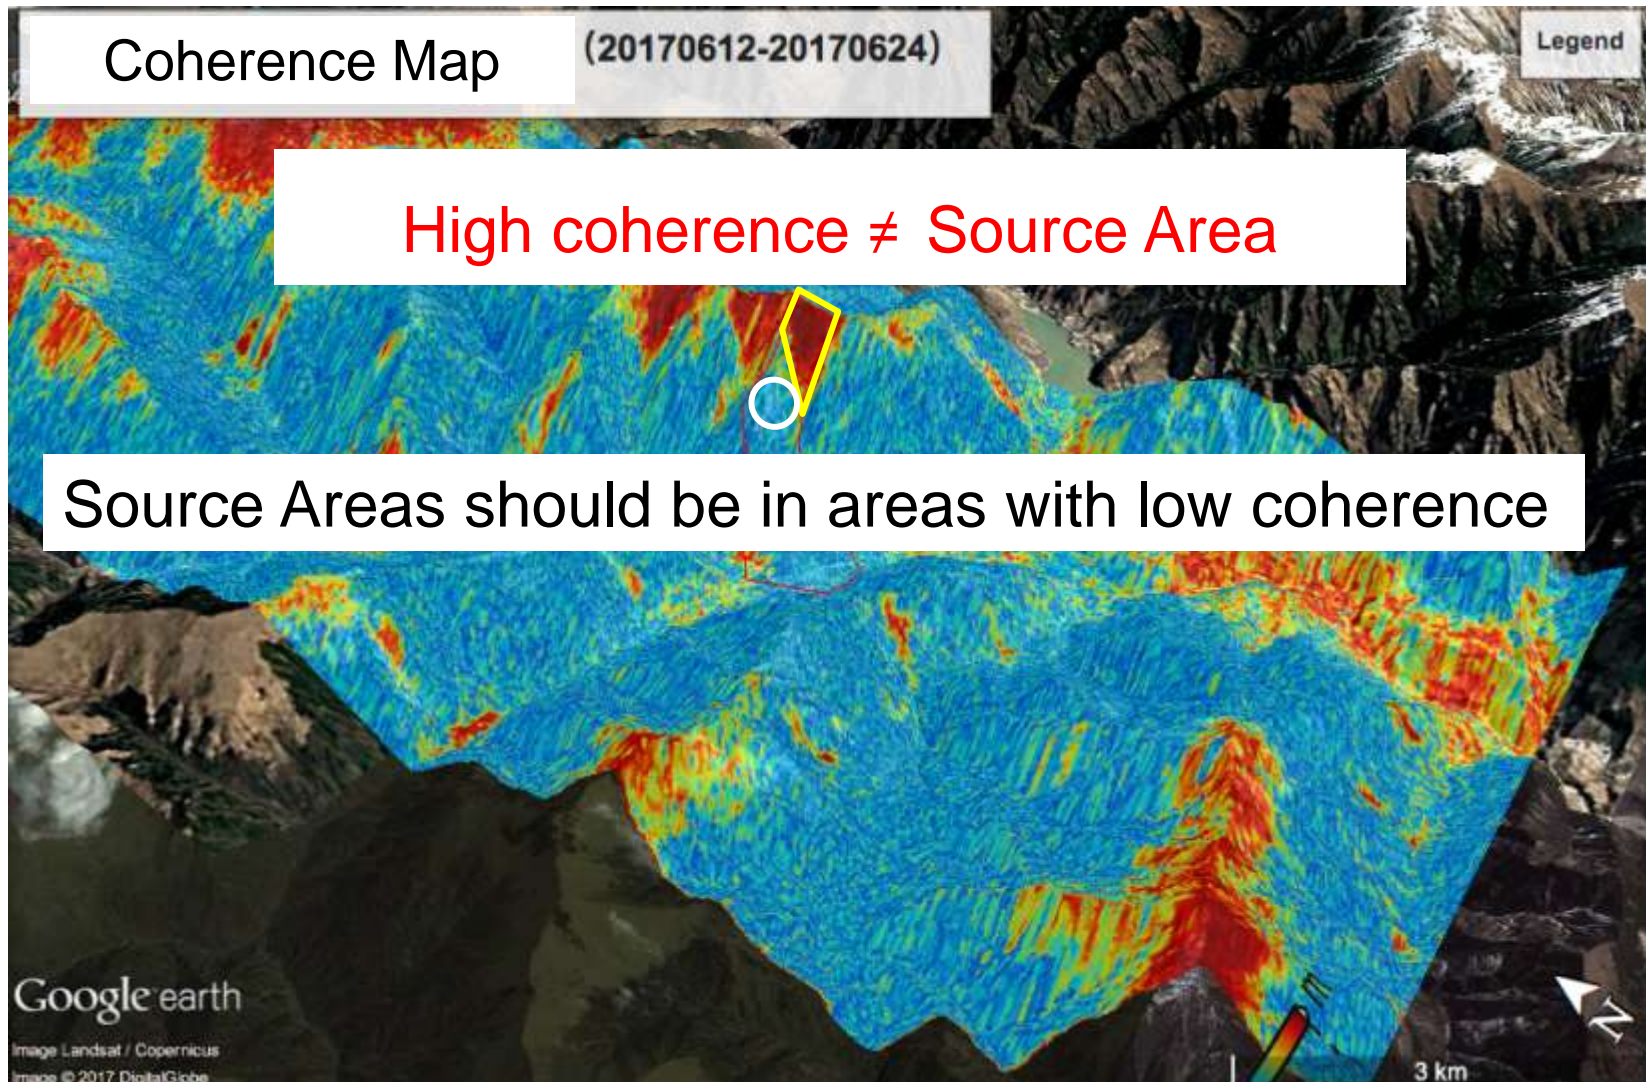 Coherence Map
(20170612-20170624)
Legend
High coherence ≠ Source Area
Source Areas should be in areas with low coherence
Google earth
Image Landsat / Copernicus
Image © 2017 DigitalGlobe
N
3 km